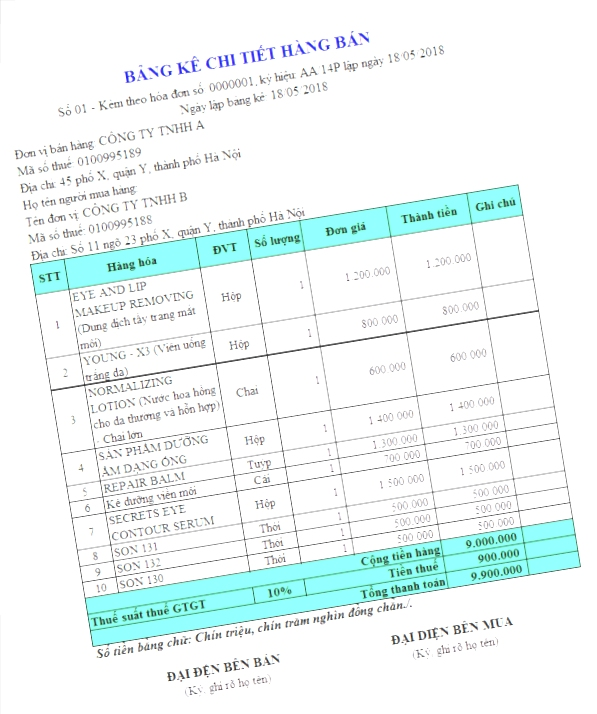 BẢNG KÊ CHI TIẾT HÀNG BÁN
Số 01 - Kèm theo hóa đơn số: 0000001, ký hiệu: AA/14P lập ngày 18/05/2018
Ngày lập bảng kê: 18/05/2018
Đơn vị bán hàng: CÔNG TY TNHH A
Mã số thuế: 0100995189
Địa chỉ: 45 phố X, quận Y, thành phố Hà Nội
Họ tên người mua hàng:
Tên đơn vị: CÔNG TY TNHH B
Mã số thuế: 0100995188
Địa chỉ: Số 11 ngõ 23 phố X, quận Y, thành phố Hà Nội
STT Hàng hóa ĐVT Số lượng Đơn giá Thành tiền Ghi chú
EYE AND LIP
MAKEUP REMOVING
(Dung dịch tẩy trang mắt
môi)
1 Hộp 1 1.200.000 1.200.000
YOUNG - X3 (Viên uống
trắng da)
2 Hộp 1 800.000 800.000
NORMALIZING
LOTION (Nước hoa hồng
cho da thường và hỗn hợp)
- Chai lớn
3 Chai 1 600.000 600.000
SẢN PHẨM DƯỠNG
ẨM DẠNG ỐNG
4 Hộp 1 1.400.000 1.400.000
5 REPAIR BALM Tuýp 1 1.300.000 1.300.000
6 Kẻ dưỡng viền môi Cái 1 700.000 700.000
SECRETS EYE
CONTOUR SERUM
7 Hộp 1 1.500.000 1.500.000
8 SON 131 Thỏi 1 500.000 500.000
9 SON 132 Thỏi 1 500.000 500.000
10 SON 130 Thỏi 1 500.000 500.000
Cộng tiền hàng 9.000.000
Thuế suất thuế GTGT 10% Tiền thuế 900.000
Tổng thanh toán 9.900.000
Số tiền bằng chữ: Chín triệu, chín trăm nghìn đồng chẵn./.
ĐẠI ĐỆN BÊN BÁN ĐẠI DIỆN BÊN MUA
(Ký, ghi rõ họ tên) (Ký, ghi rõ họ tên)